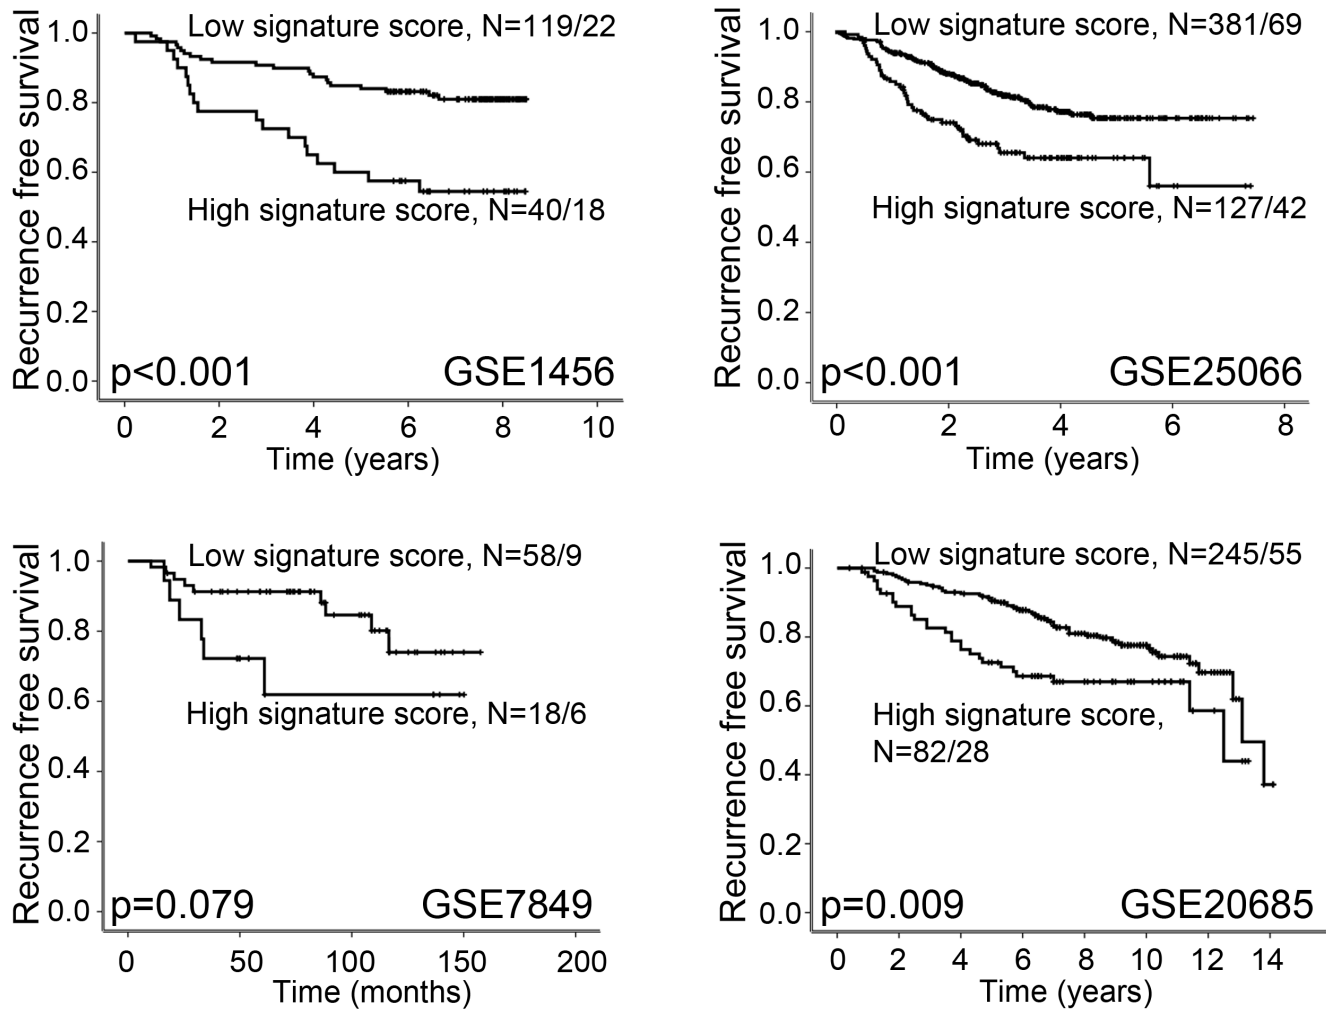 Recurrence free survival
1.0
0.8
0.6
0.4
0.2
0.0
Low signature score, N=119/22
High signature score, N=40/18
p<0.001
GSE1456
0 2 4 6 8 10
Time (years)
Recurrence free survival
1.0
0.8
0.6
0.4
0.2
0.0
Low signature score, N=381/69
High signature score, N=127/42
p<0.001
GSE25066
0 2 4 6 8
Time (years)
Recurrence free survival
1.0
0.8
0.6
0.4
0.2
0.0
Low signature score, N=58/9
High signature score, N=18/6
p=0.079
GSE7849
0 50 100 150 200
Time (months)
Recurrence free survival
1.0
0.8
0.6
0.4
0.2
0.0
Low signature score, N=245/55
High signature score,
N=82/28
p=0.009
GSE20685
0 2 4 6 8 10 12 14
Time (years)